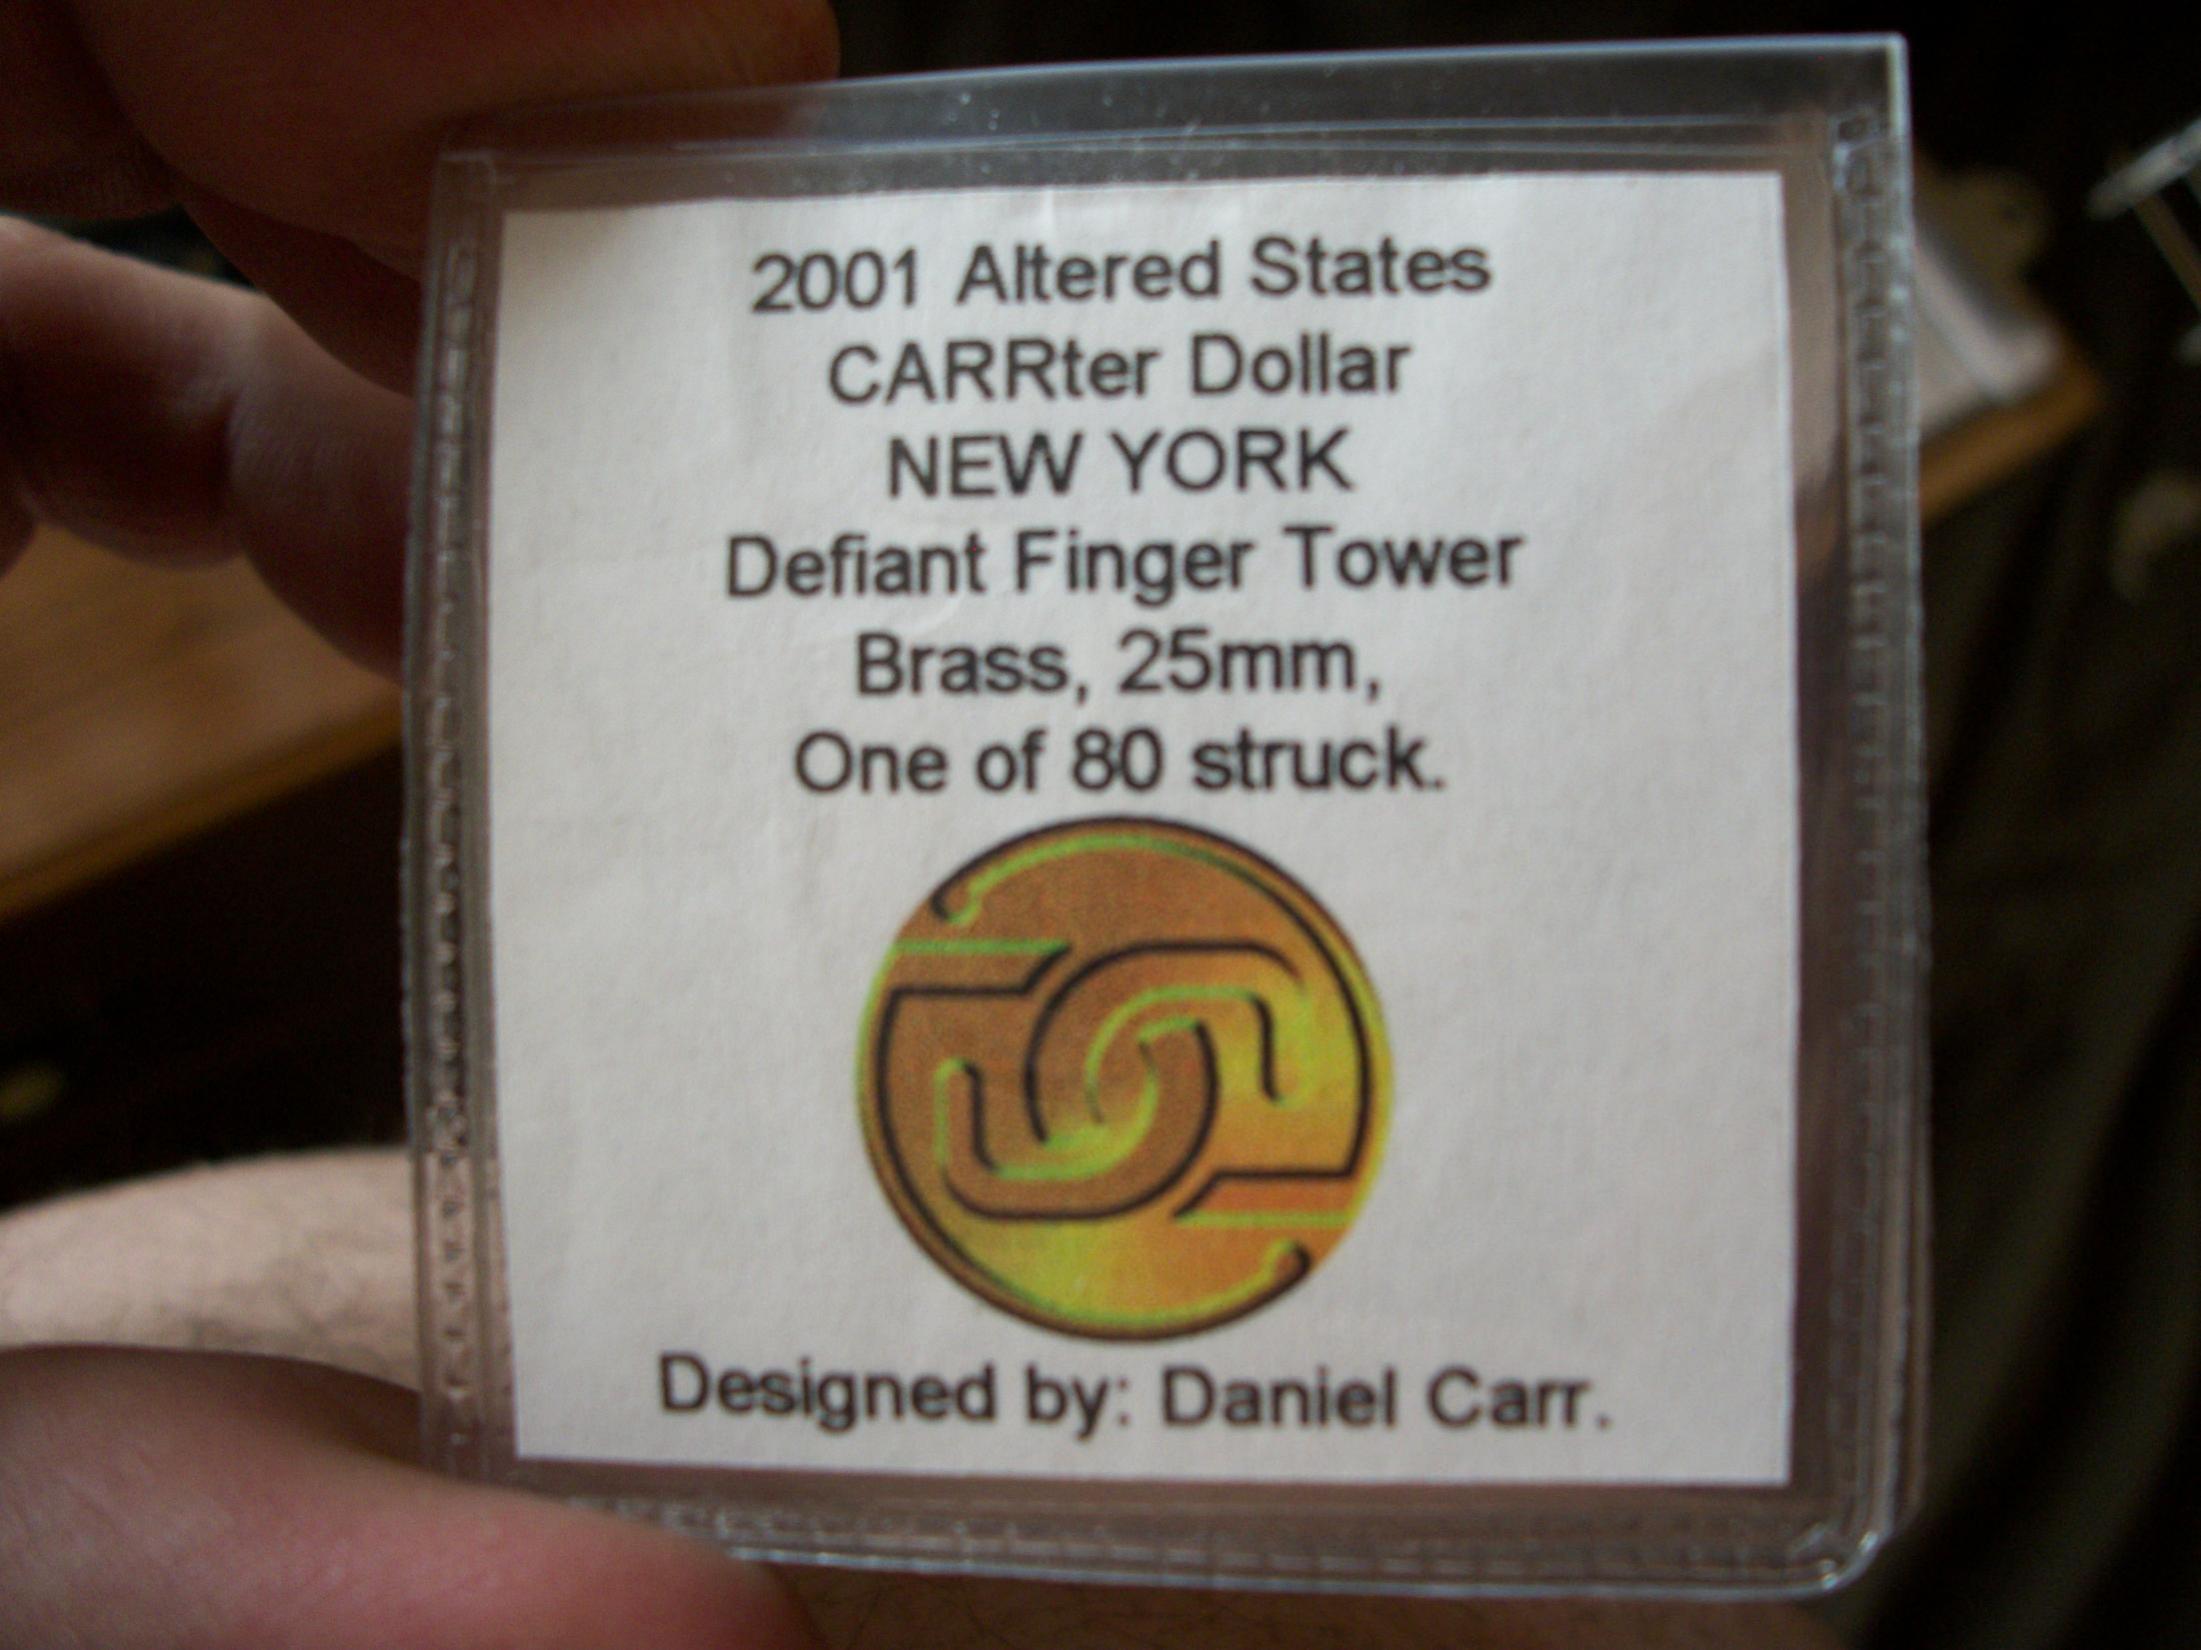 2001 Altered States
CARRter Dollar
NEW YORK
Defiant Finger Tower
Brass, 25mm,
One of 80 struck.
Designed by: Daniel Carr.